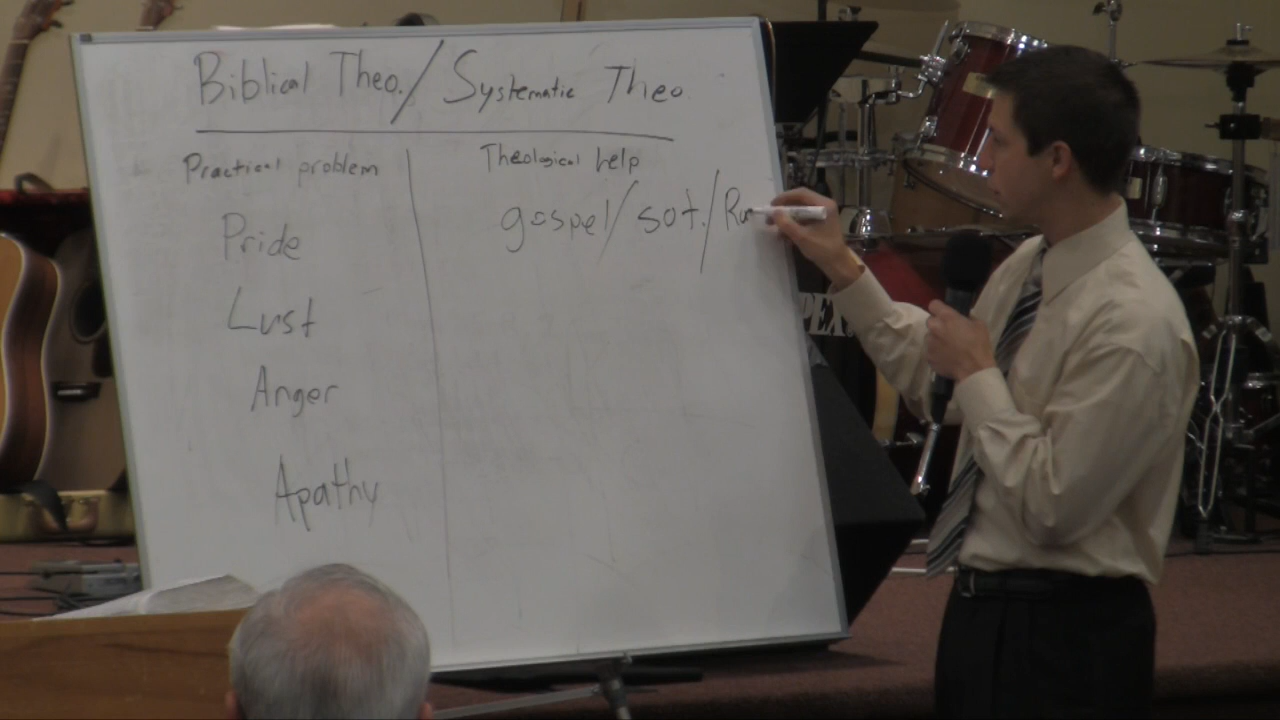 Biblical Theo. / Systematic Theo.
Practical problem
Theological help
Pride
gospel / sot. /
Lust
Anger
Apathy